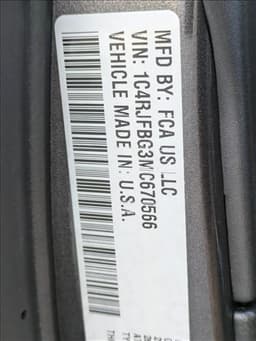 MFD BY: FCA US LLC
VIN: 1C4RJFBG3MC670566
VEHICLE MADE IN: U.S.A.